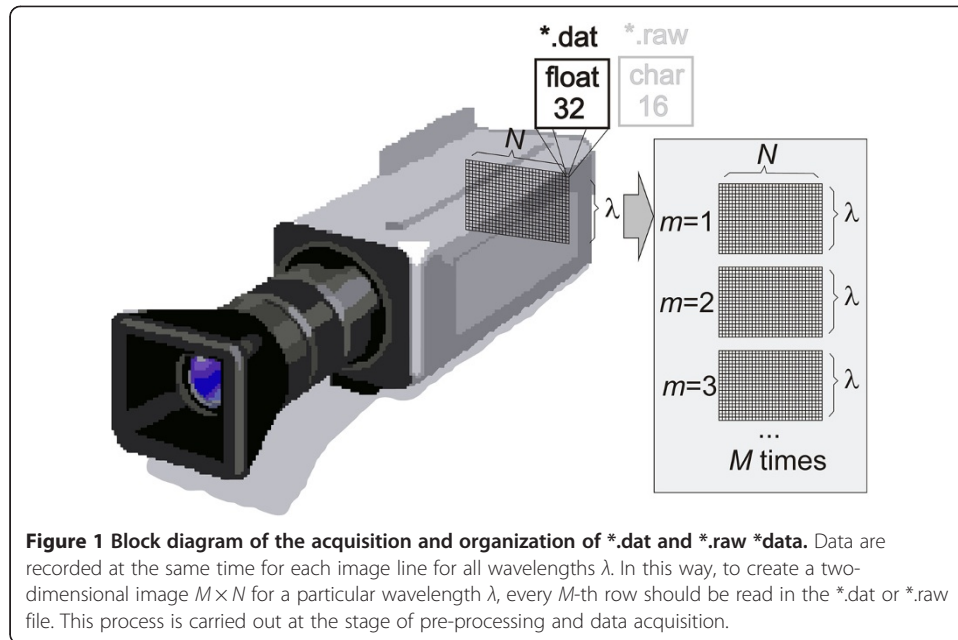 *.dat *.raw
float char
32 16
N
λ
N
m=1 λ
m=2 λ
m=3 λ
...
M times
Figure 1 Block diagram of the acquisition and organization of *.dat and *.raw *data. Data are
recorded at the same time for each image line for all wavelengths λ. In this way, to create a two-
dimensional image M × N for a particular wavelength λ, every M-th row should be read in the *.dat or *.raw
file. This process is carried out at the stage of pre-processing and data acquisition.